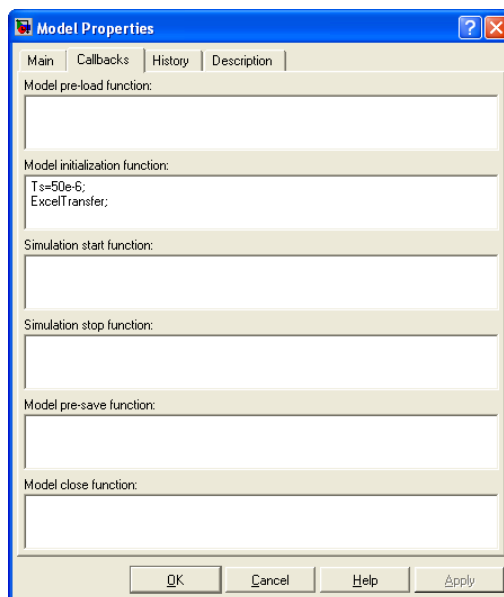 Model Properties
Main Callbacks History Description
Model pre-load function:
Model initialization function:
Ts=50e-6;
ExcelTransfer;
Simulation start function:
Simulation stop function:
Model pre-save function:
Model close function:
OK Cancel Help Apply